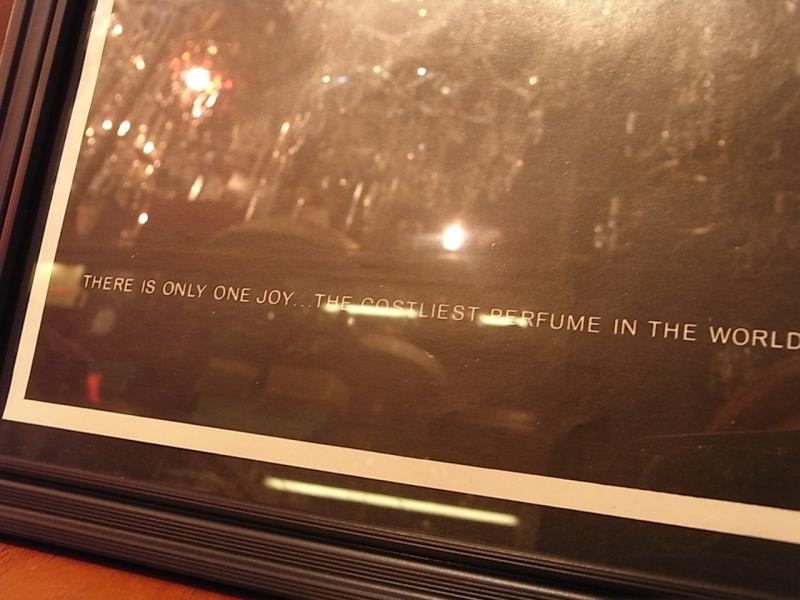 THERE IS ONLY ONE JOY...THE COSTLIEST PERFUME IN THE WORLD